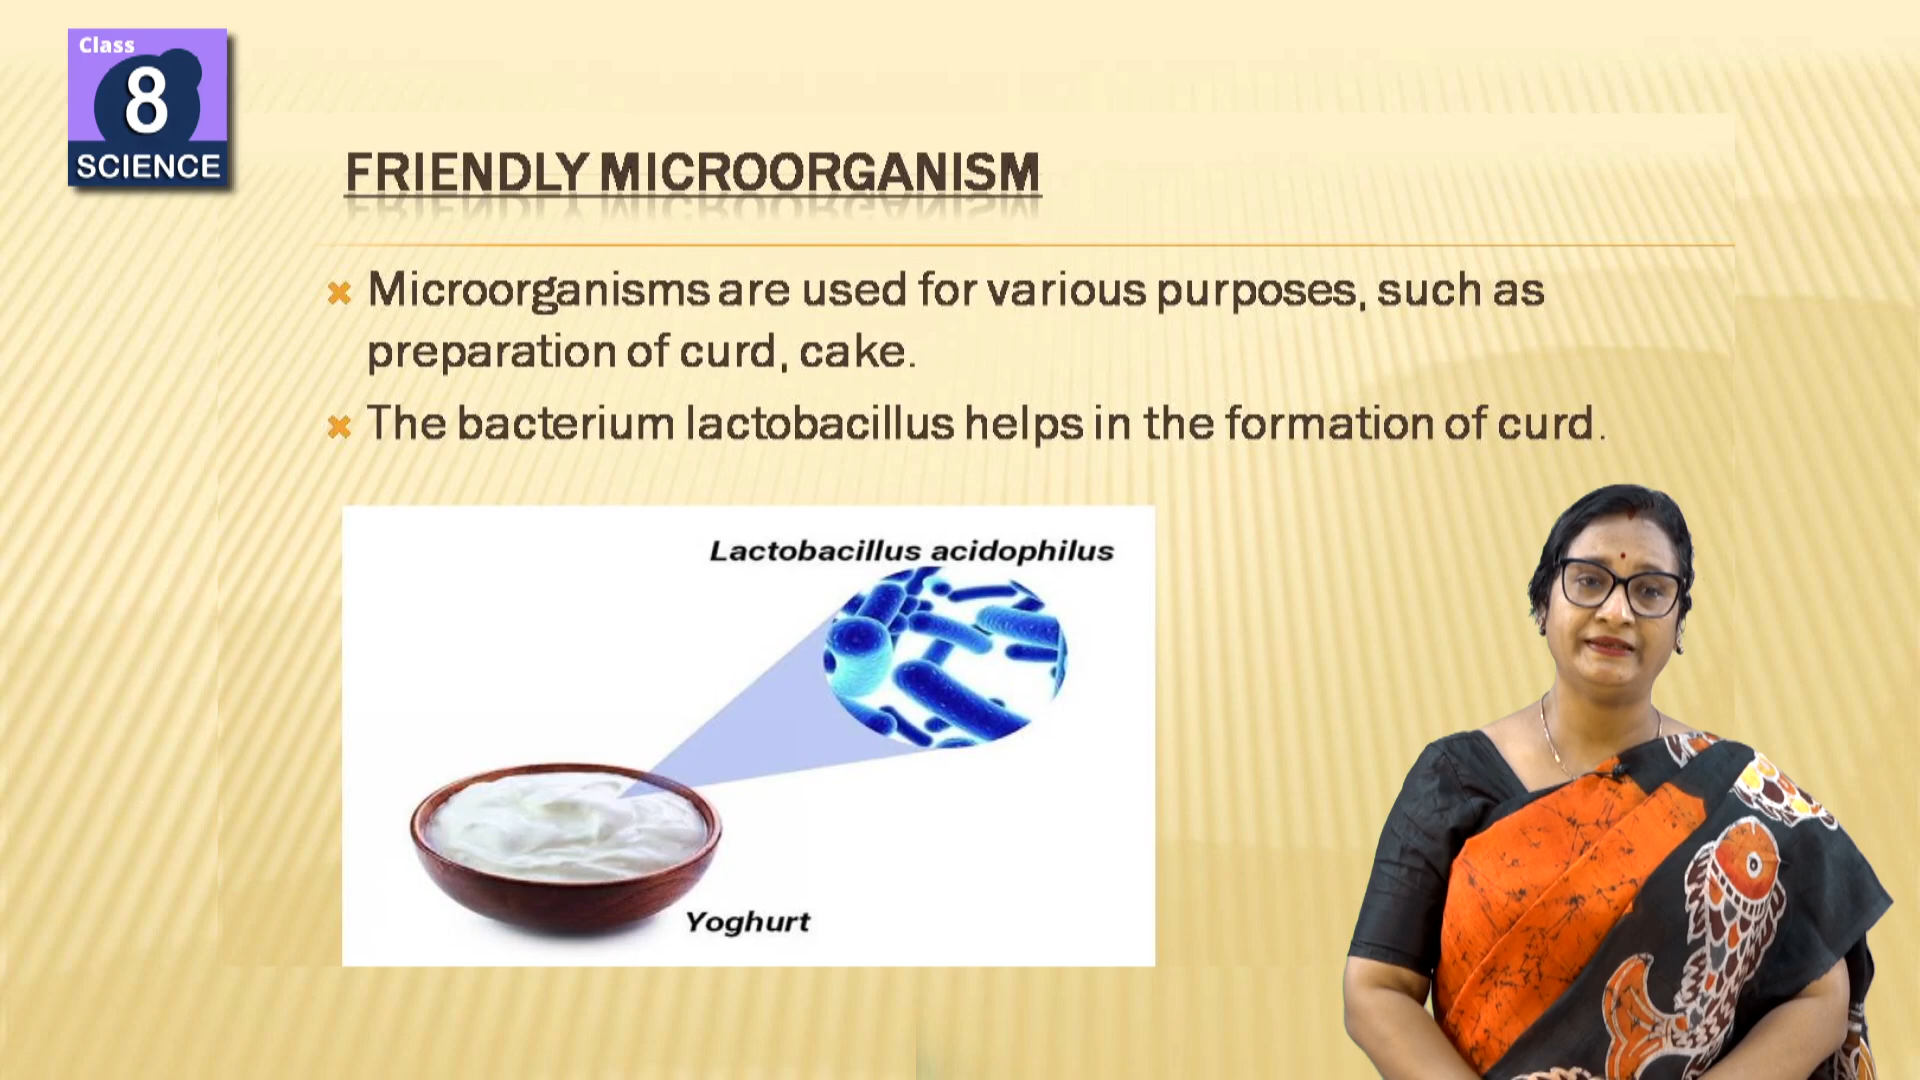 Class
8
SCIENCE
FRIENDLY MICROORGANISM
Microorganisms are used for various purposes, such as
preparation of curd, cake.
The bacterium lactobacillus helps in the formation of curd.
Lactobacillus acidophilus
Yoghurt